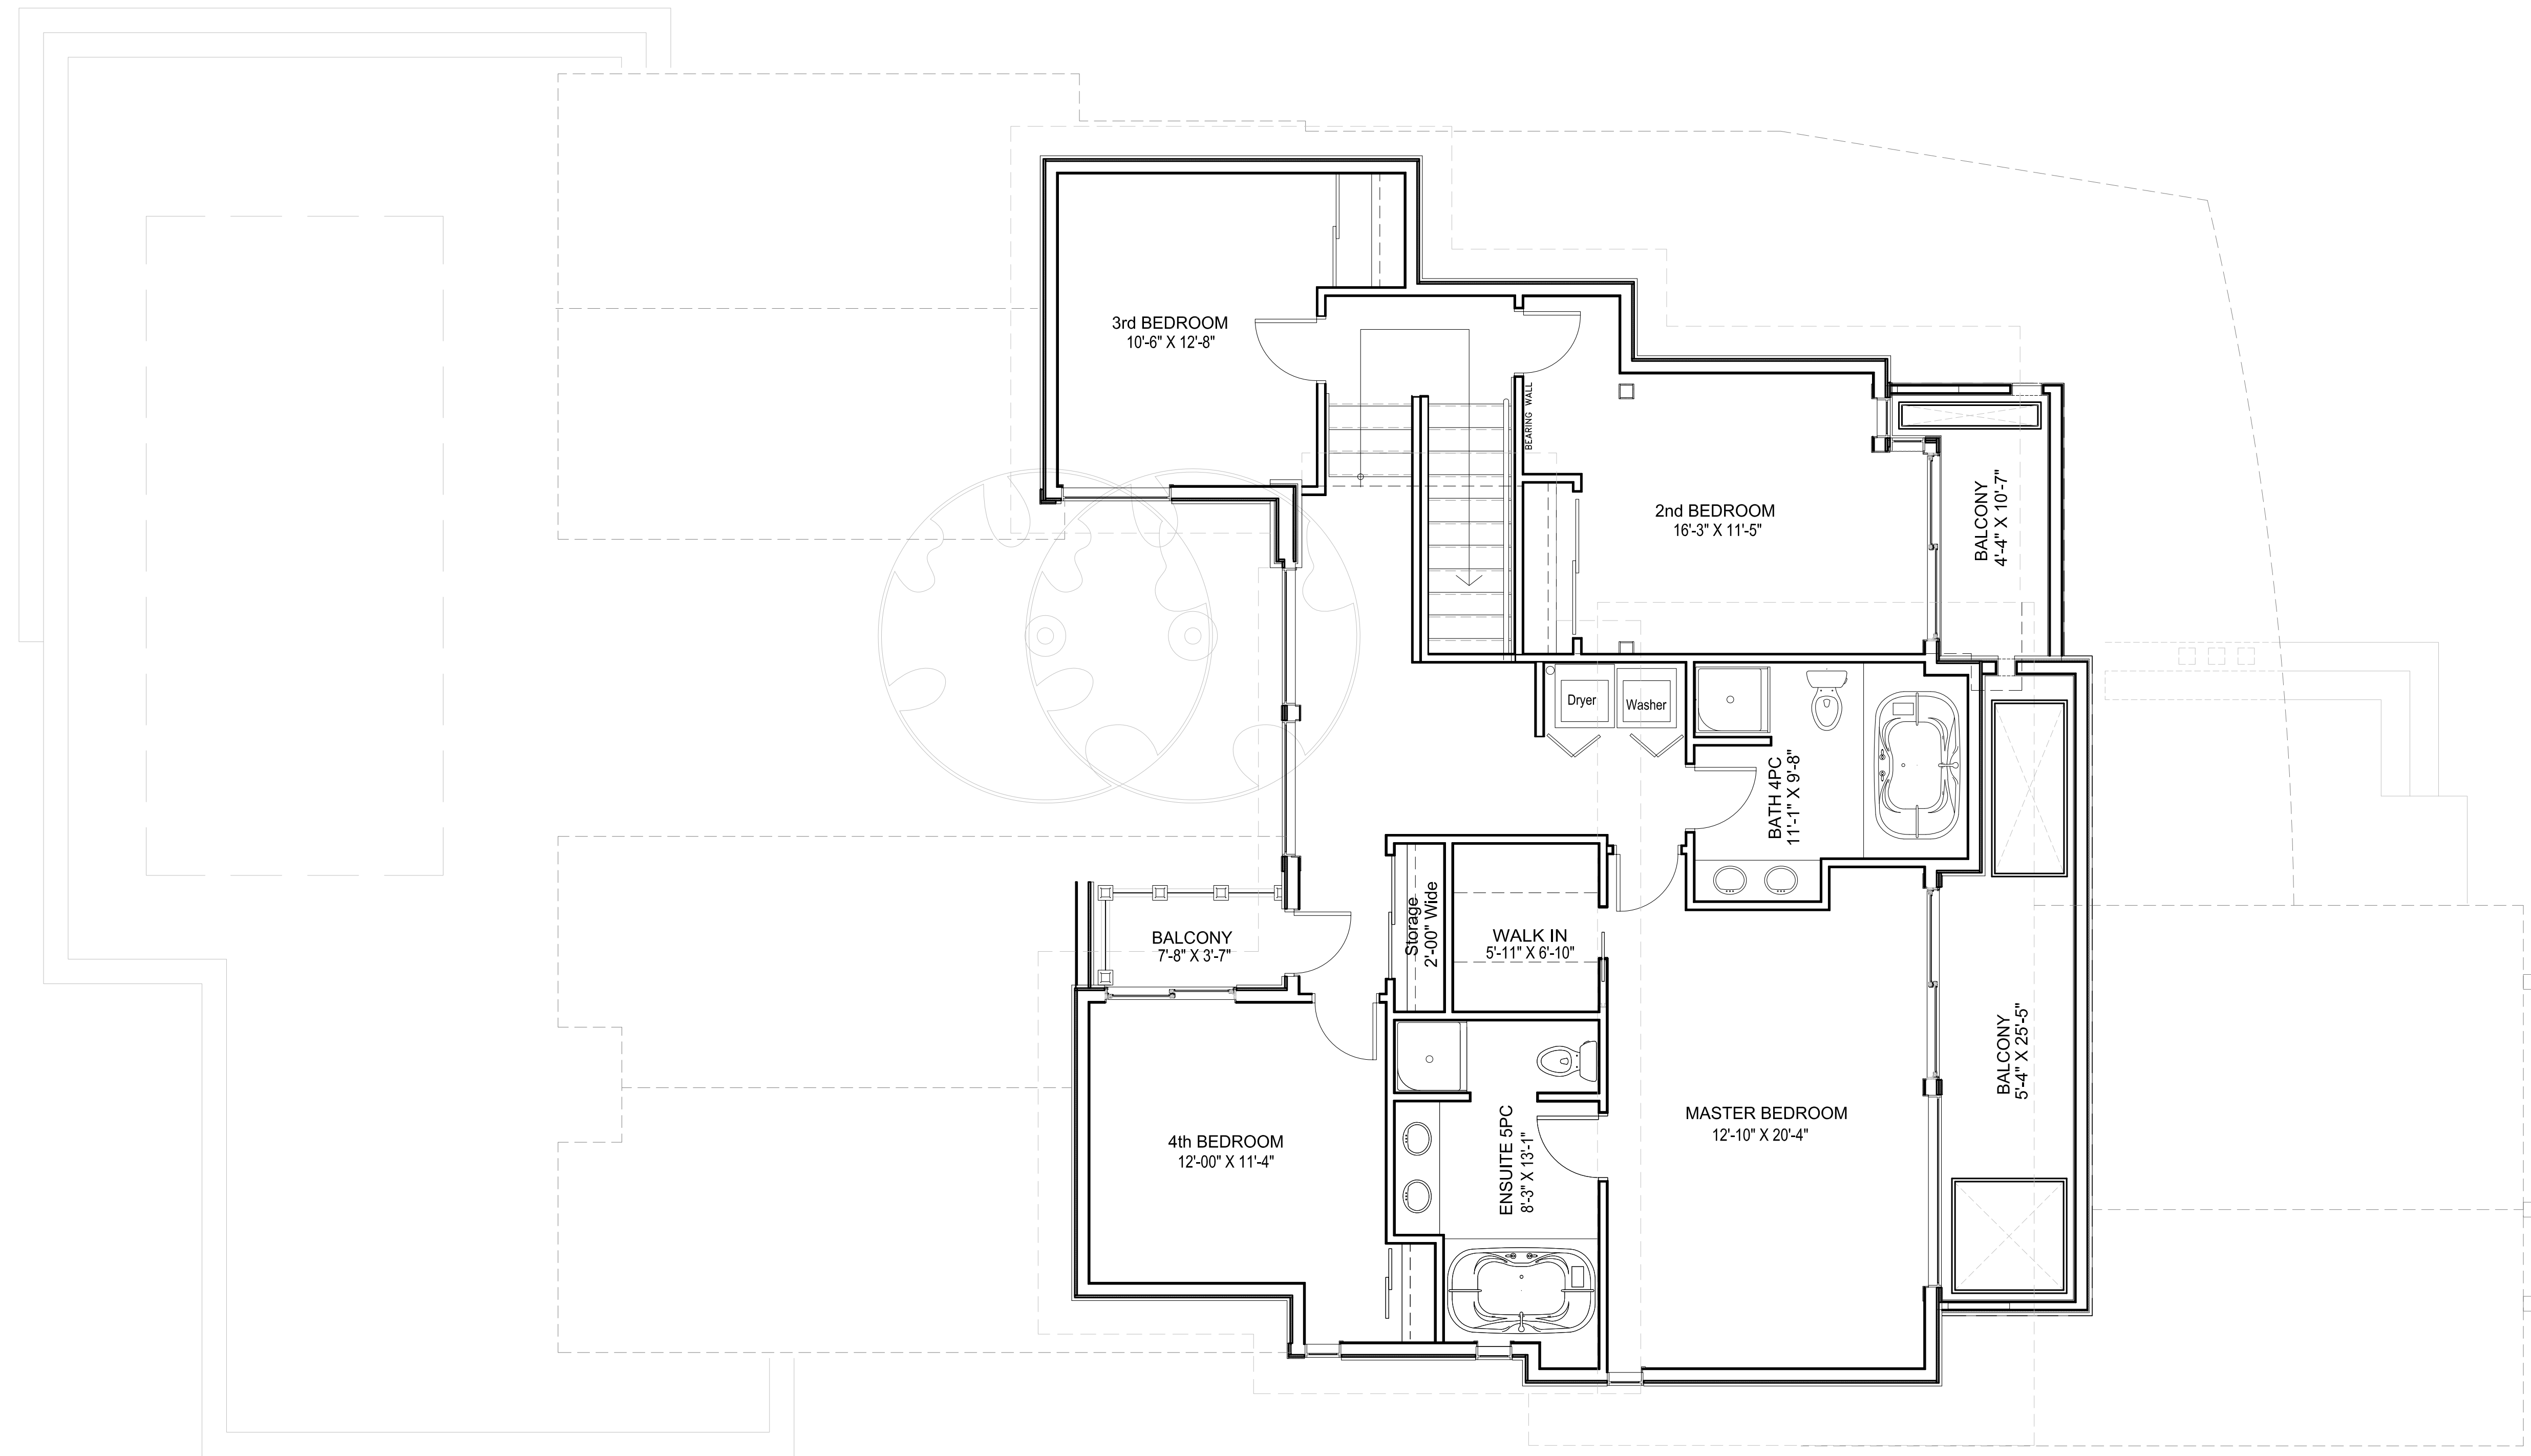 3rd BEDROOM
10'-6" X 12'-8"
BEARING WALL
2nd BEDROOM
16'-3" X 11'-5"
BALCONY
4'-4" X 10'-7"
Dryer
Washer
BATH 4PC
11'-1" X 9'-8"
BALCONY
7'-8" X 3'-7"
Storage
2'-00" Wide
WALK IN
5'-11" X 6'-10"
4th BEDROOM
12'-00" X 11'-4"
ENSUITE 5PC
8'-3" X 13'-1"
MASTER BEDROOM
12'-10" X 20'-4"
BALCONY
5'-4" X 25'-5"